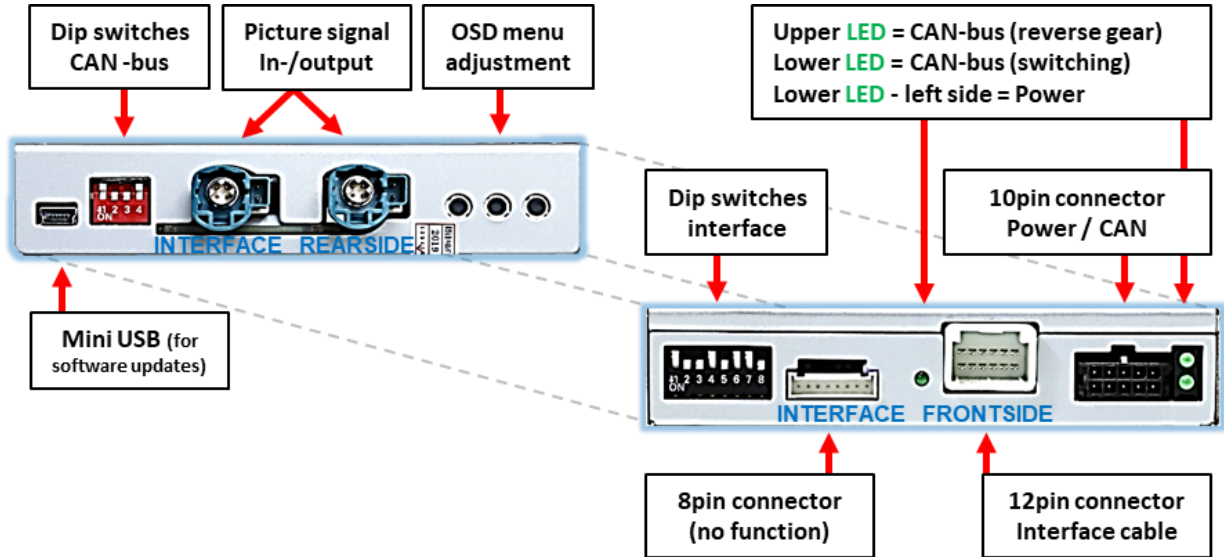 Dip switches
CAN -bus
Picture signal
In-/output
OSD menu
adjustment
Upper LED = CAN-bus (reverse gear)
Lower LED = CAN-bus (switching)
Lower LED - left side = Power
ON
1 2 3 4
INTERFACE REARSIDE
2019
Mini USB (for
software updates)
Dip switches
interface
10pin connector
Power / CAN
1 2 3 4 5 6 7 8
ON
INTERFACE FRONTSIDE
8pin connector
(no function)
12pin connector
Interface cable